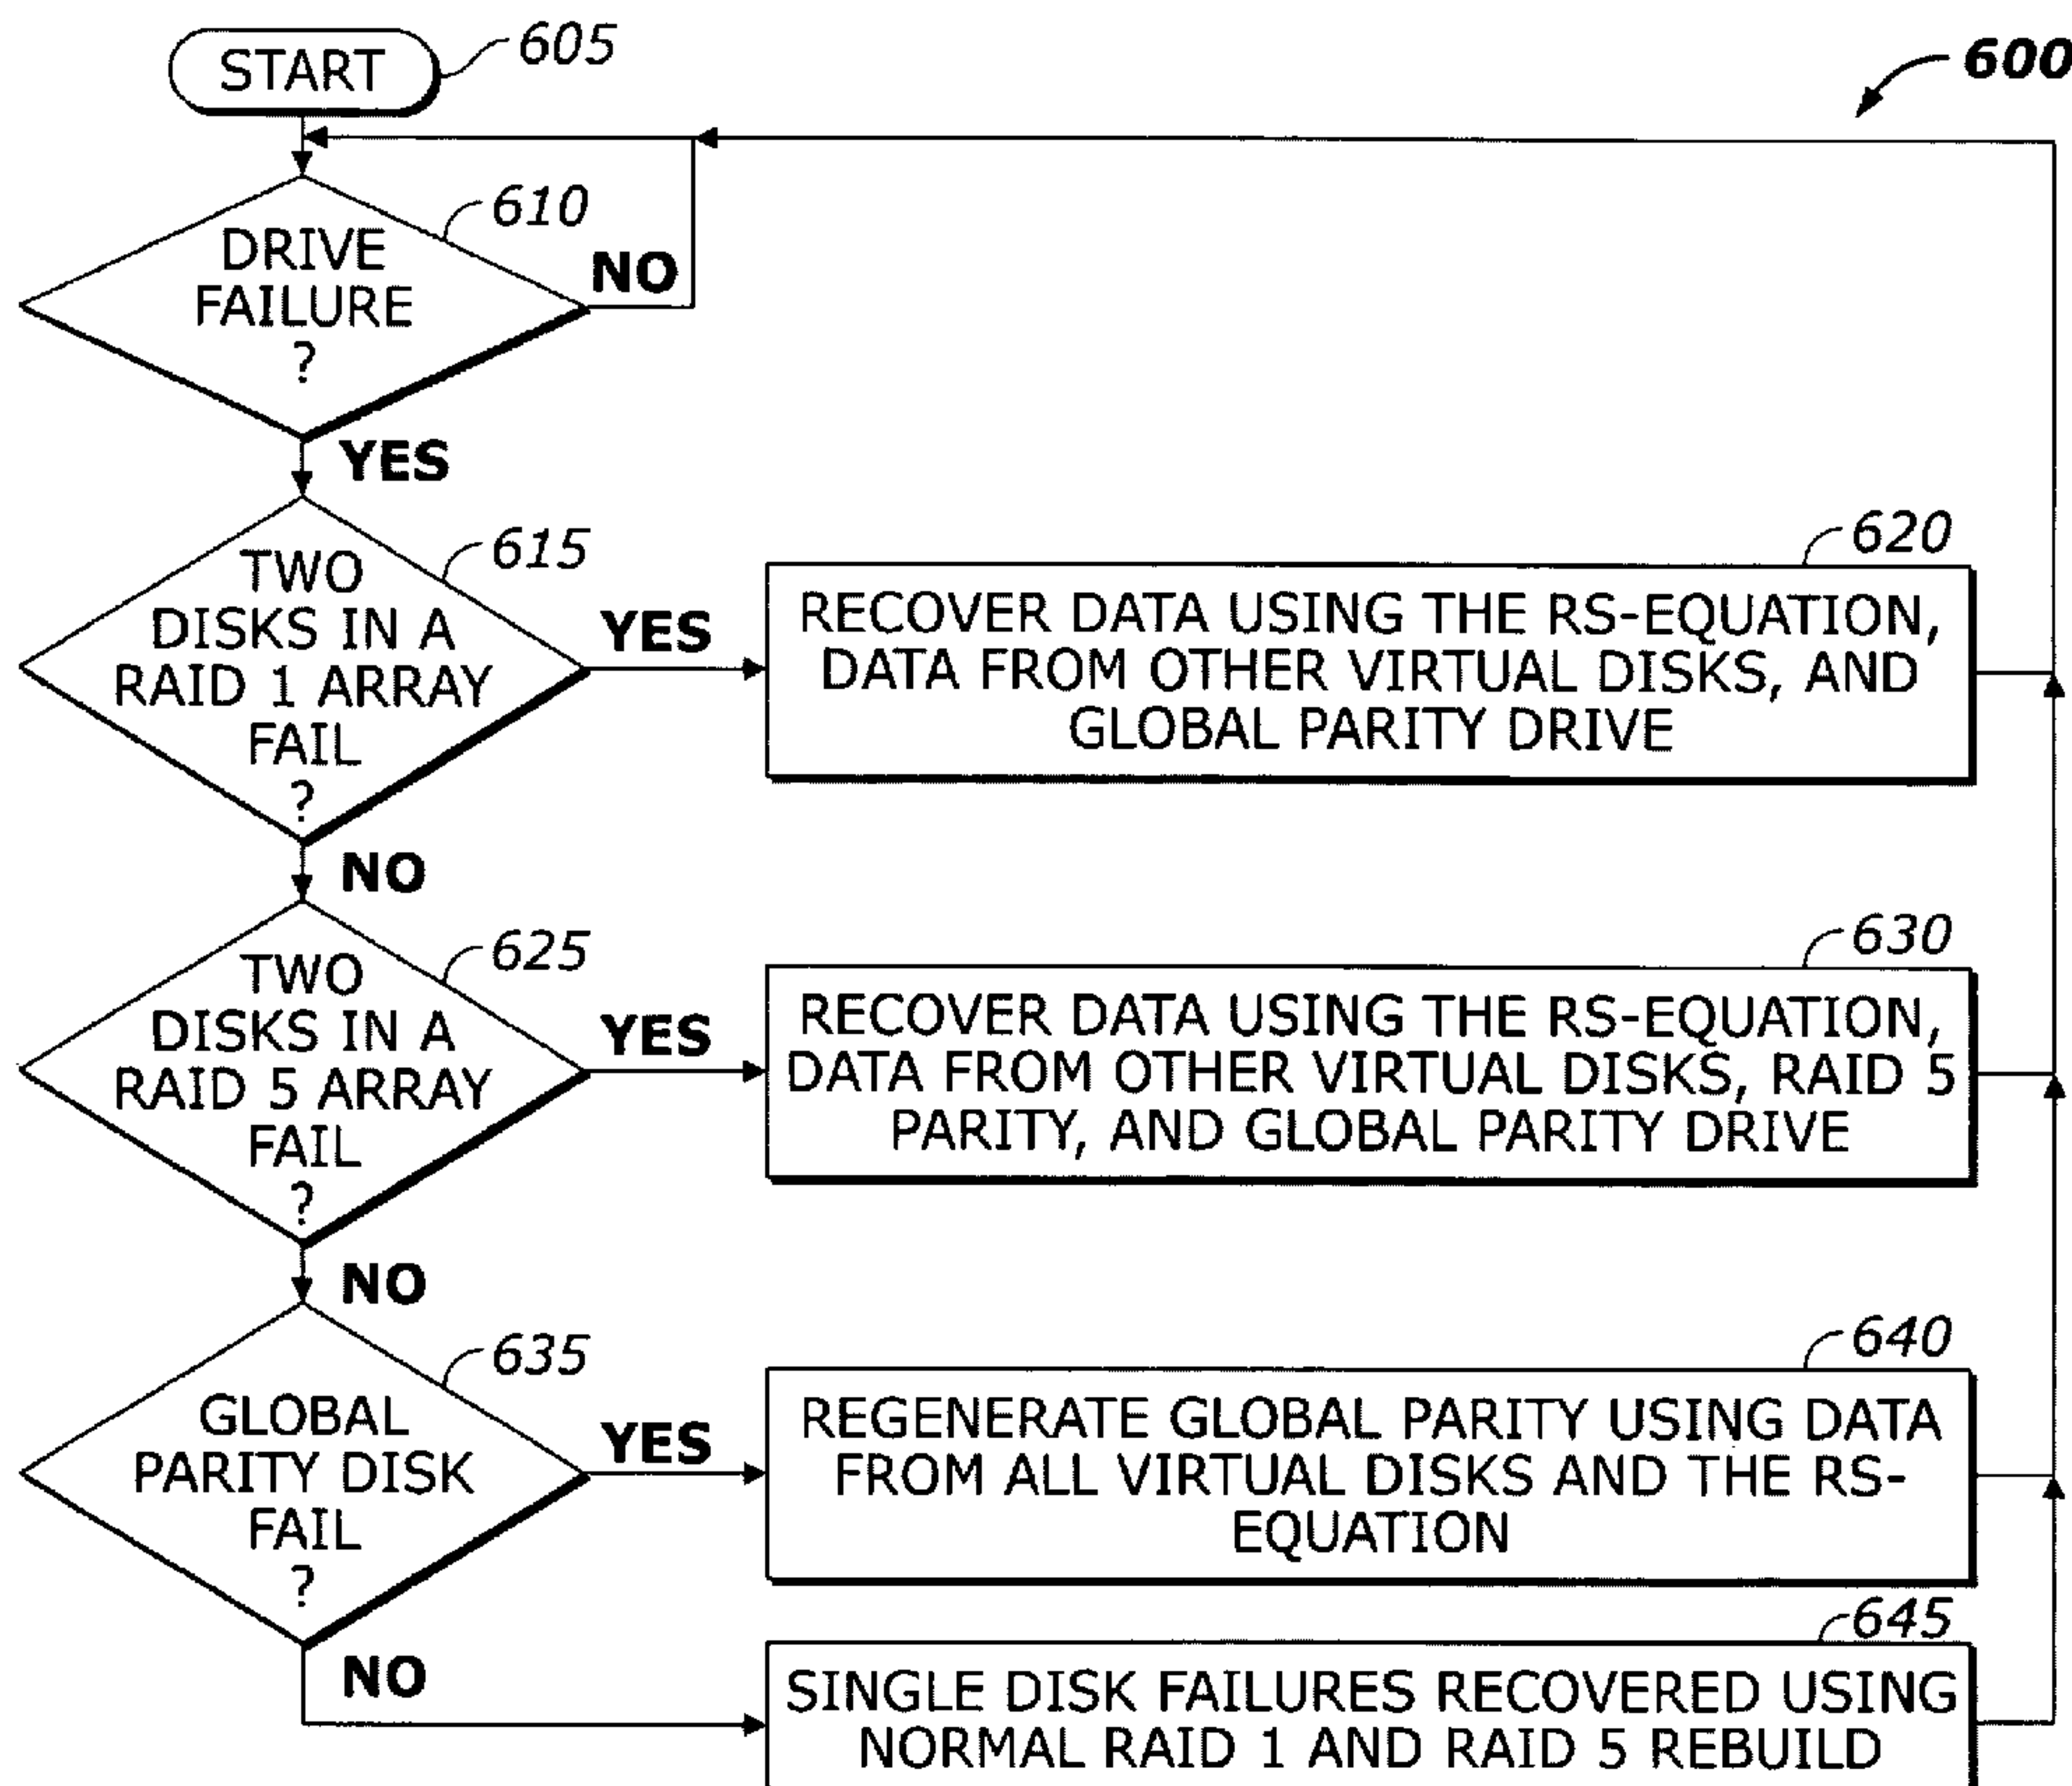 START
605
600
610
DRIVE
FAILURE
?
NO
YES
615
TWO
DISKS IN A
RAID 1 ARRAY
FAIL
?
YES
620
RECOVER DATA USING THE RS-EQUATION,
DATA FROM OTHER VIRTUAL DISKS, AND
GLOBAL PARITY DRIVE
NO
625
TWO
DISKS IN A
RAID 5 ARRAY
FAIL
?
YES
630
RECOVER DATA USING THE RS-EQUATION,
DATA FROM OTHER VIRTUAL DISKS, RAID 5
PARITY, AND GLOBAL PARITY DRIVE
NO
635
GLOBAL
PARITY DISK
FAIL
?
YES
640
REGENERATE GLOBAL PARITY USING DATA
FROM ALL VIRTUAL DISKS AND THE RS-
EQUATION
NO
645
SINGLE DISK FAILURES RECOVERED USING
NORMAL RAID 1 AND RAID 5 REBUILD